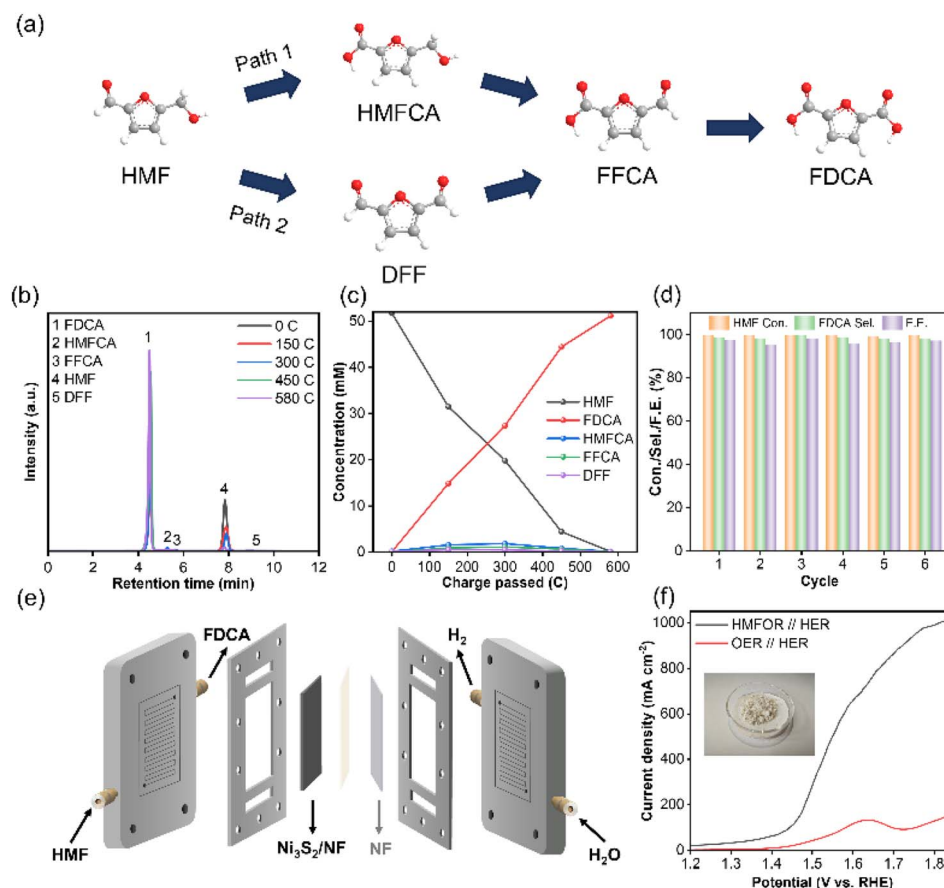 (a)
Path 1
HMFCA
HMF
FFCA
FDCA
Path 2
DFF
(b)
1 FDCA
2 HMFCA
3 FFCA
4 HMF
5 DFF
1
0 C
150 C
300 C
450 C
580 C
4
2
3
5
Intensity (a.u.)
0 2 4 6 8 10 12
Retention time (min)
(c)
50
40
30
20
10
0
Concentration (mM)
HMF
FDCA
HMFCA
FFCA
DFF
0 100 200 300 400 500 600
Charge passed (C)
(d)
HMF Con. FDCA Sel. F.E.
100
80
60
40
20
0
Con./Sel./F.E. (%)
1 2 3 4 5 6
Cycle
(e)
FDCA
H₂
HMF
Ni₃S₂/NF
NF
H₂O
(f)
HMFOR // HER
OER // HER
1000
800
600
400
200
0
Current density (mA cm⁻²)
1.2 1.3 1.4 1.5 1.6 1.7 1.8
Potential (V vs. RHE)